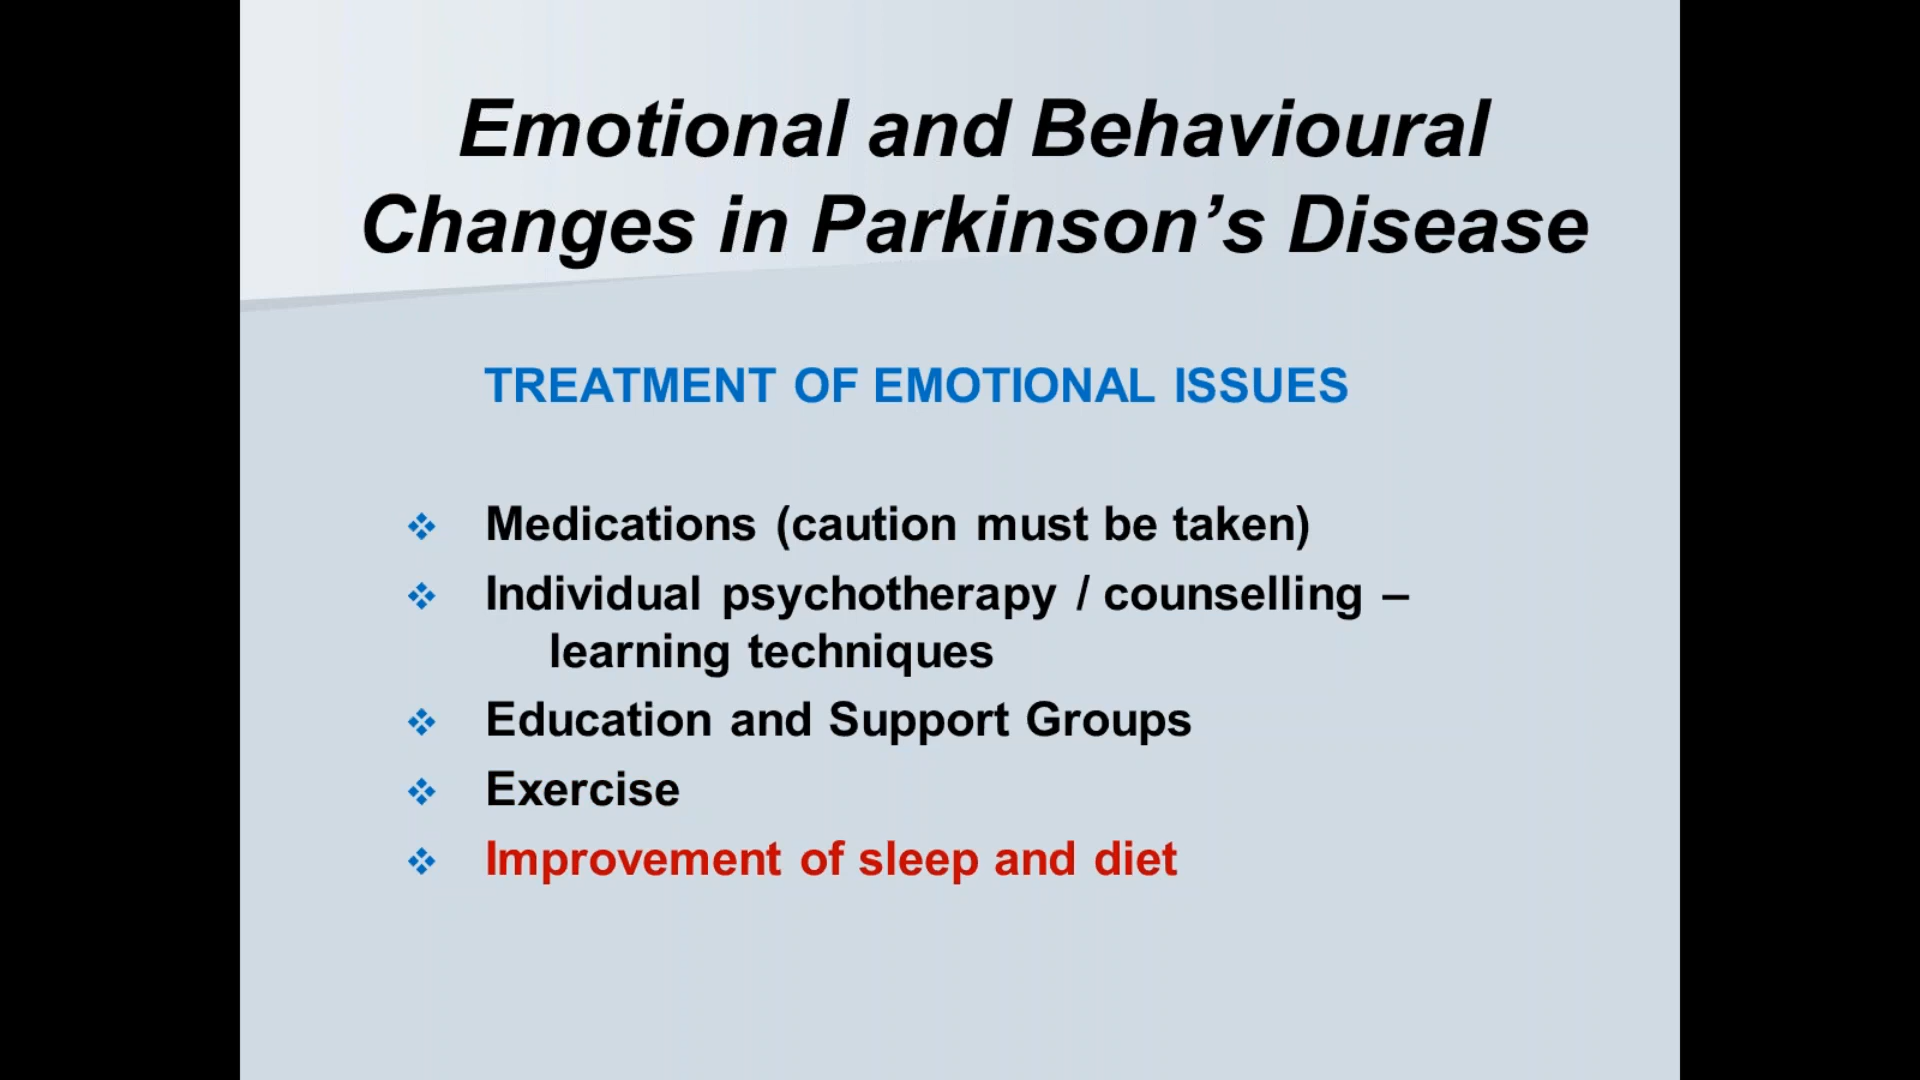 Emotional and Behavioural
Changes in Parkinson’s Disease
TREATMENT OF EMOTIONAL ISSUES
Medications (caution must be taken)
Individual psychotherapy / counselling –
learning techniques
Education and Support Groups
Exercise
Improvement of sleep and diet